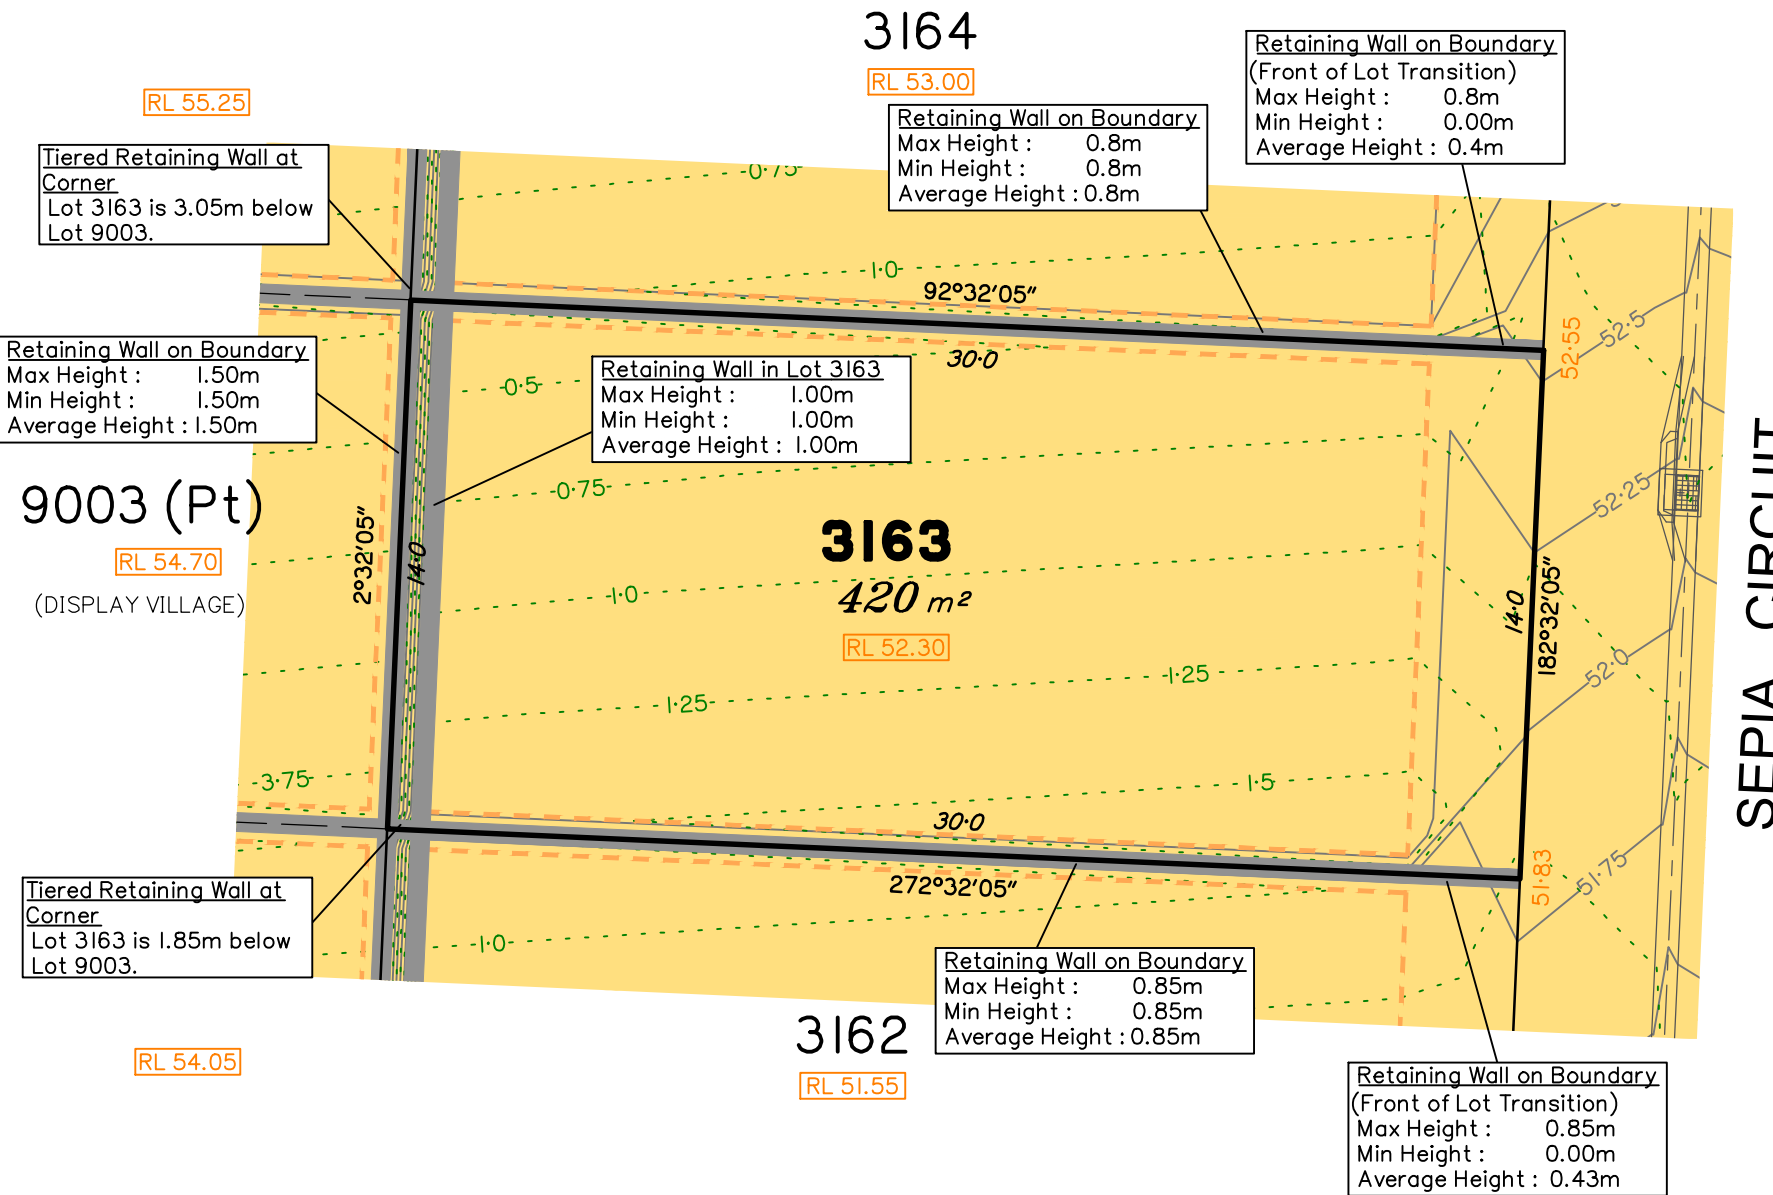 3164
RL 53.00
RL 55.25
Retaining Wall on Boundary
(Front of Lot Transition)
Max Height : 0.8m
Min Height : 0.00m
Average Height : 0.4m
Retaining Wall on Boundary
Max Height : 0.8m
Min Height : 0.8m
Average Height : 0.8m
Tiered Retaining Wall at
Corner
Lot 3163 is 3.05m below
Lot 9003.
-0.75
-1.0
92°32'05"
30.0
52.55
52.5
Retaining Wall on Boundary
Max Height : 1.50m
Min Height : 1.50m
Average Height : 1.50m
Retaining Wall in Lot 3163
Max Height : 1.00m
Min Height : 1.00m
Average Height : 1.00m
-0.5
-0.75
9003 (Pt)
RL 54.70
(DISPLAY VILLAGE)
2°32'05"
14.0
3163
420 m²
RL 52.30
-1.0
-1.25
-1.25
-1.5
14.0
182°32'05"
52.25
52.0
51.75
SEPIA CIRCUIT
-3.75
30.0
272°32'05"
51.83
-1.0
Tiered Retaining Wall at
Corner
Lot 3163 is 1.85m below
Lot 9003.
RL 54.05
3162
RL 51.55
Retaining Wall on Boundary
Max Height : 0.85m
Min Height : 0.85m
Average Height : 0.85m
Retaining Wall on Boundary
(Front of Lot Transition)
Max Height : 0.85m
Min Height : 0.00m
Average Height : 0.43m